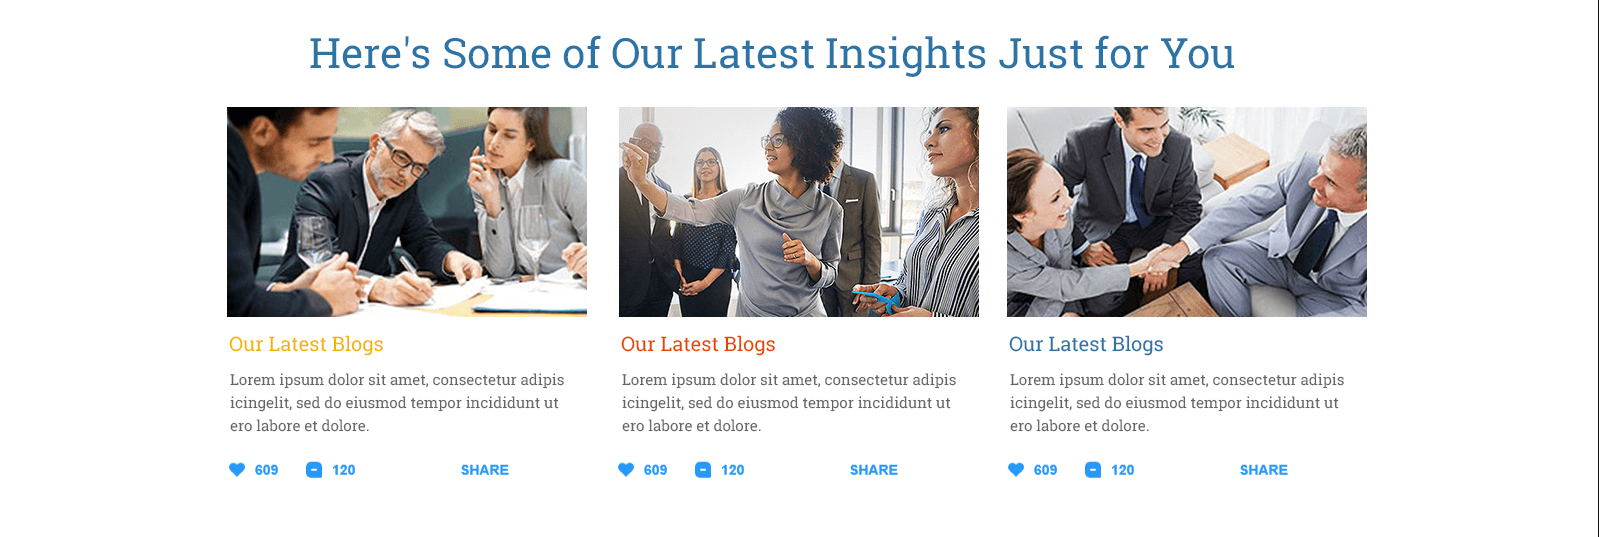 Here's Some of Our Latest Insights Just for You
Our Latest Blogs
Lorem ipsum dolor sit amet, consectetur adipis
icingelit, sed do eiusmod tempor incididunt ut
ero labore et dolore.
609 120 SHARE
Our Latest Blogs
Lorem ipsum dolor sit amet, consectetur adipis
icingelit, sed do eiusmod tempor incididunt ut
ero labore et dolore.
609 120 SHARE
Our Latest Blogs
Lorem ipsum dolor sit amet, consectetur adipis
icingelit, sed do eiusmod tempor incididunt ut
ero labore et dolore.
609 120 SHARE